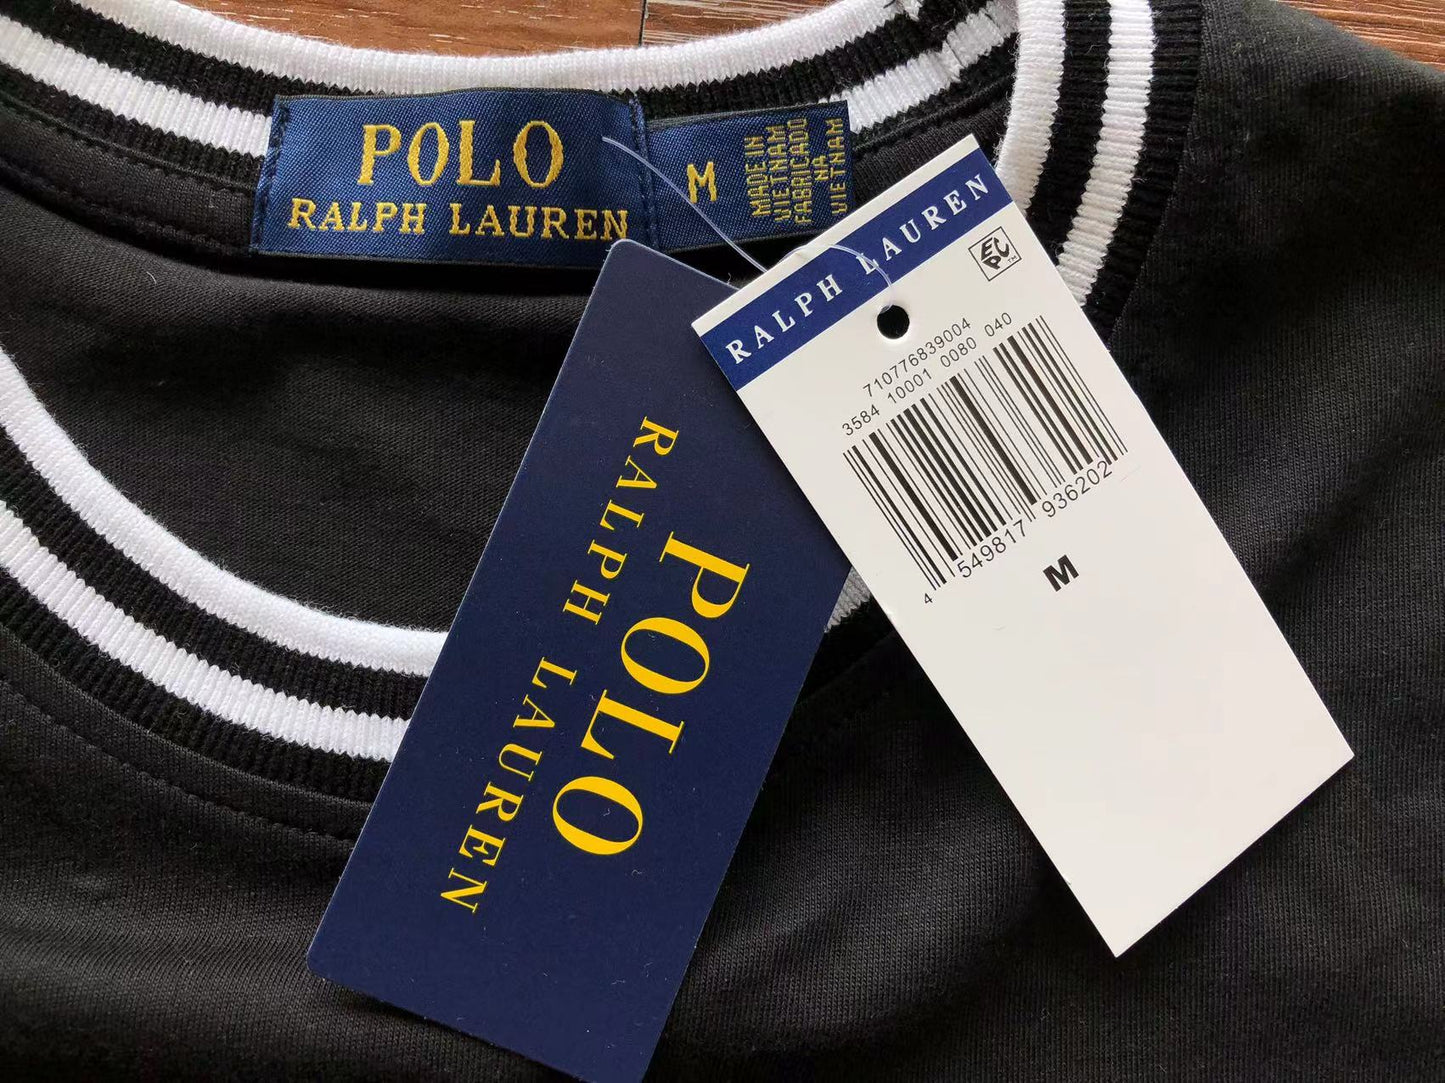 POLO
RALPH LAUREN
M
MADE IN
VIETNAM
FABRICADO
NA
VIETNAM
RALPH LAUREN
EPC™
710776839004
3584 10001 0080 040
4 549817 936202
M
POLO
RALPH LAUREN